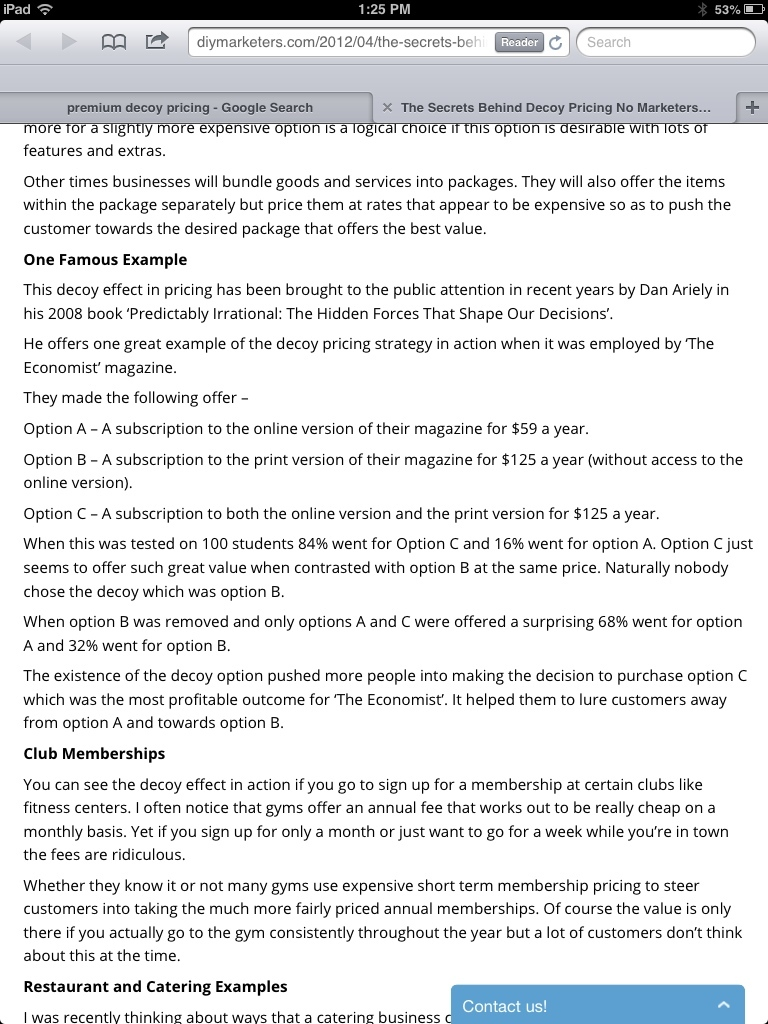 iPad 1:25 PM 53%
diymarketers.com/2012/04/the-secrets-behi Reader Search
premium decoy pricing - Google Search The Secrets Behind Decoy Pricing No Marketers...
more for a slightly more expensive option is a logical choice if this option is desirable with lots of
features and extras.
Other times businesses will bundle goods and services into packages. They will also offer the items
within the package separately but price them at rates that appear to be expensive so as to push the
customer towards the desired package that offers the best value.
One Famous Example
This decoy effect in pricing has been brought to the public attention in recent years by Dan Ariely in
his 2008 book ‘Predictably Irrational: The Hidden Forces That Shape Our Decisions’.
He offers one great example of the decoy pricing strategy in action when it was employed by ‘The
Economist’ magazine.
They made the following offer –
Option A – A subscription to the online version of their magazine for $59 a year.
Option B – A subscription to the print version of their magazine for $125 a year (without access to the
online version).
Option C – A subscription to both the online version and the print version for $125 a year.
When this was tested on 100 students 84% went for Option C and 16% went for option A. Option C just
seems to offer such great value when contrasted with option B at the same price. Naturally nobody
chose the decoy which was option B.
When option B was removed and only options A and C were offered a surprising 68% went for option
A and 32% went for option B.
The existence of the decoy option pushed more people into making the decision to purchase option C
which was the most profitable outcome for ‘The Economist’. It helped them to lure customers away
from option A and towards option B.
Club Memberships
You can see the decoy effect in action if you go to sign up for a membership at certain clubs like
fitness centers. I often notice that gyms offer an annual fee that works out to be really cheap on a
monthly basis. Yet if you sign up for only a month or just want to go for a week while you’re in town
the fees are ridiculous.
Whether they know it or not many gyms use expensive short term membership pricing to steer
customers into taking the much more fairly priced annual memberships. Of course the value is only
there if you actually go to the gym consistently throughout the year but a lot of customers don’t think
about this at the time.
Restaurant and Catering Examples
I was recently thinking about ways that a catering business
Contact us!